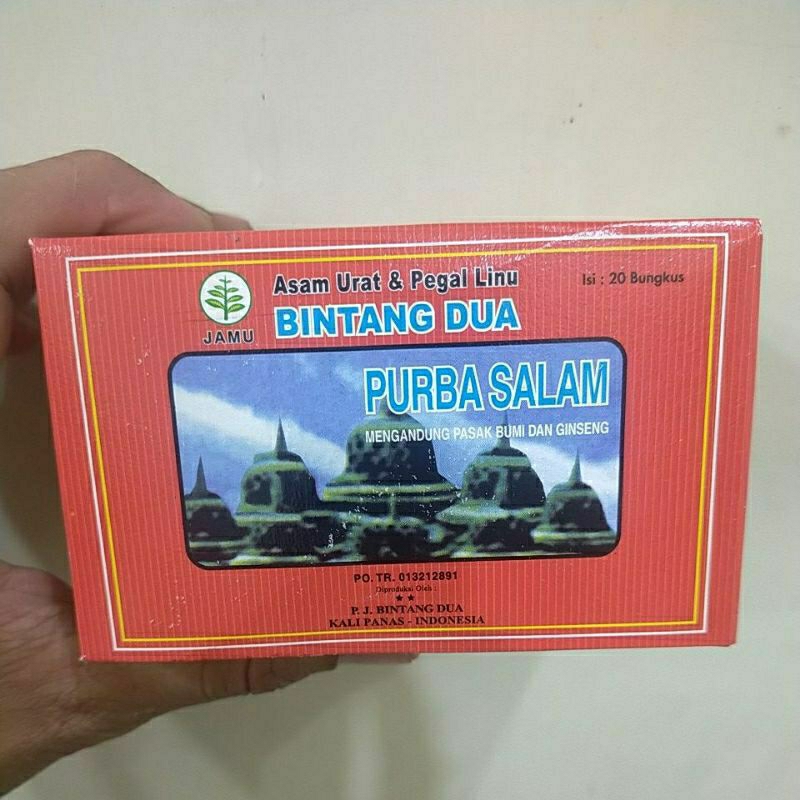 Asam Urat & Pegal Linu
Isi : 20 Bungkus
JAMU
BINTANG DUA
PURBA SALAM
MENGANDUNG PASAK BUMI DAN GINSENG
PO. TR. 013212891
Diproduksi Oleh :
P. J. BINTANG DUA
KALI PANAS - INDONESIA